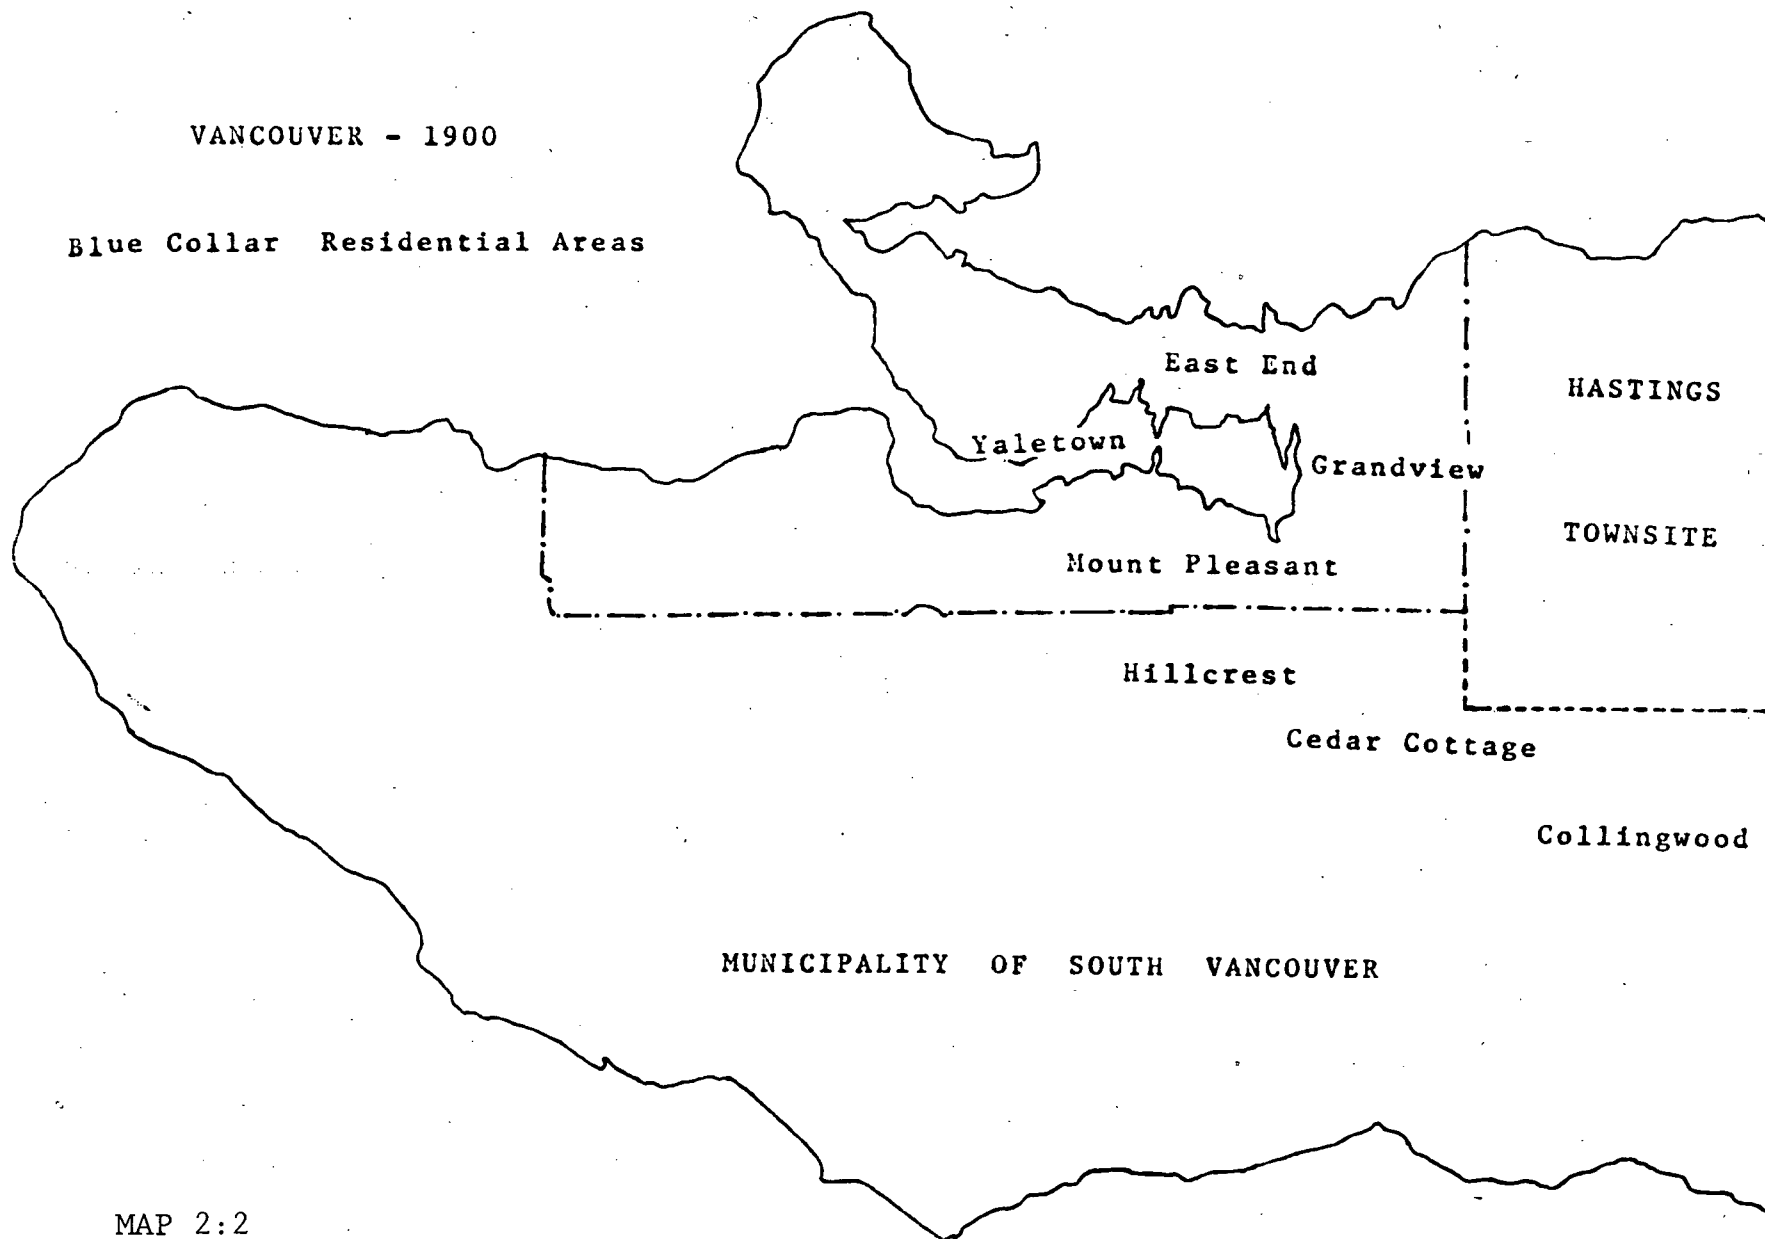 VANCOUVER - 1900
Blue Collar Residential Areas
East End
HASTINGS
Yaletown
Grandview
TOWNSITE
Mount Pleasant
Hillcrest
Cedar Cottage
Collingwood
MUNICIPALITY OF SOUTH VANCOUVER
MAP 2:2